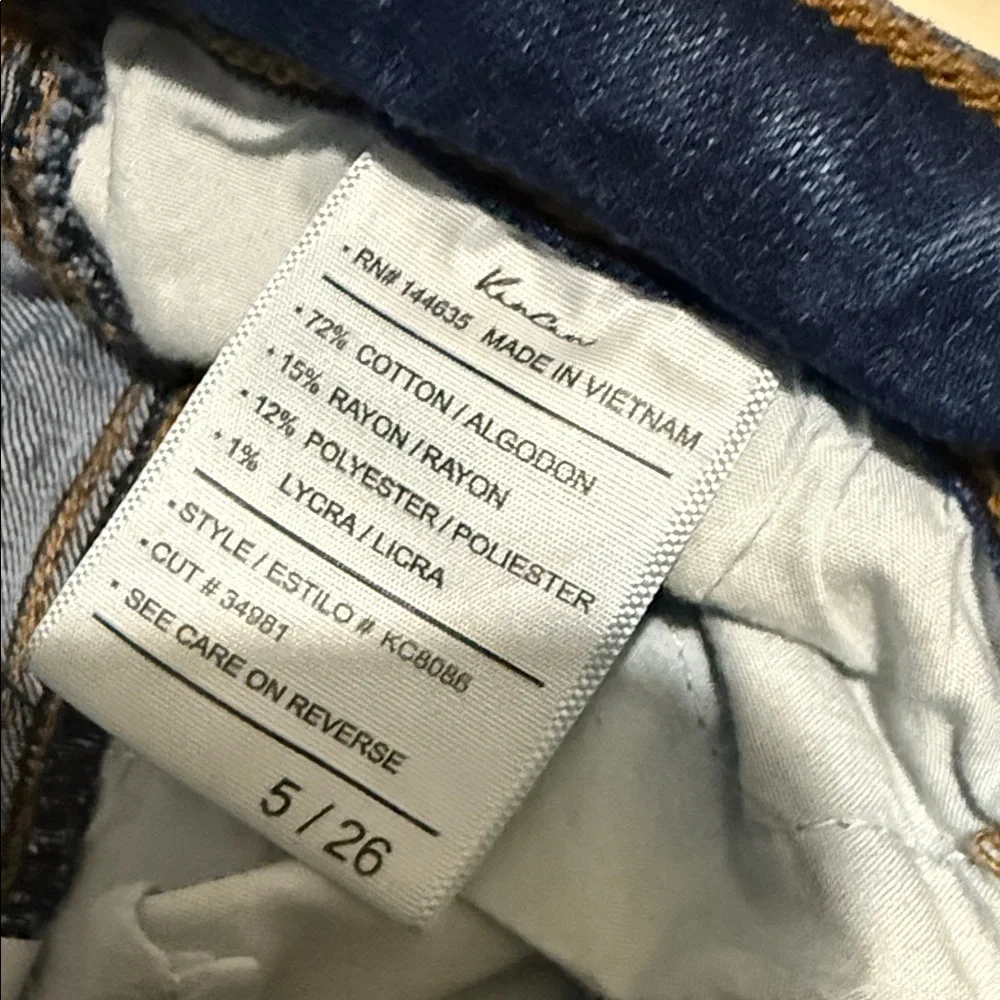 KanCan
• RN# 144635 MADE IN VIETNAM
• 72% COTTON / ALGODON
• 15% RAYON / RAYON
• 12% POLYESTER / POLIESTER
• 1% LYCRA / LICRA
• STYLE / ESTILO # KC8086
• CUT # 34981
• SEE CARE ON REVERSE
5 / 26